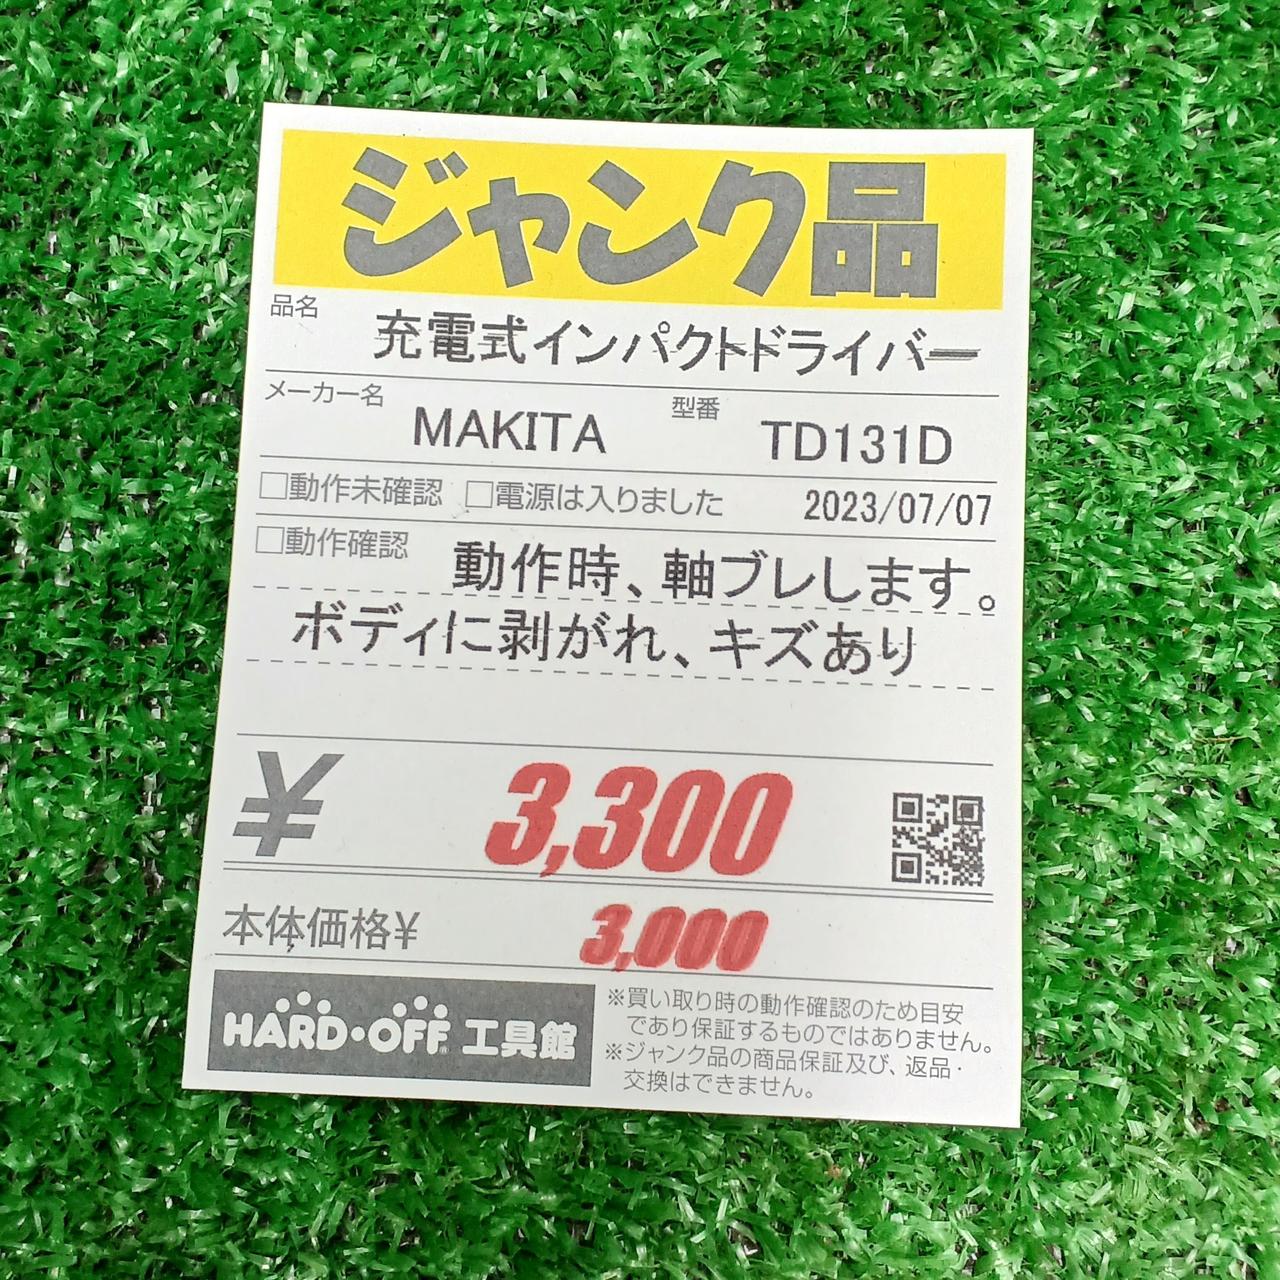 ジャンク品
品名
充電式インパクトドライバー
メーカー名 MAKITA 型番 TD131D
□動作未確認 □電源は入りました 2023/07/07
□動作確認 動作時、軸ブレします。
ボディに剥がれ、キズあり
¥ 3,300
本体価格¥ 3,000
HARD・OFF 工具館
※買い取り時の動作確認のため目安
であり保証するものではありません。
※ジャンク品の商品保証及び、返品・
交換はできません。